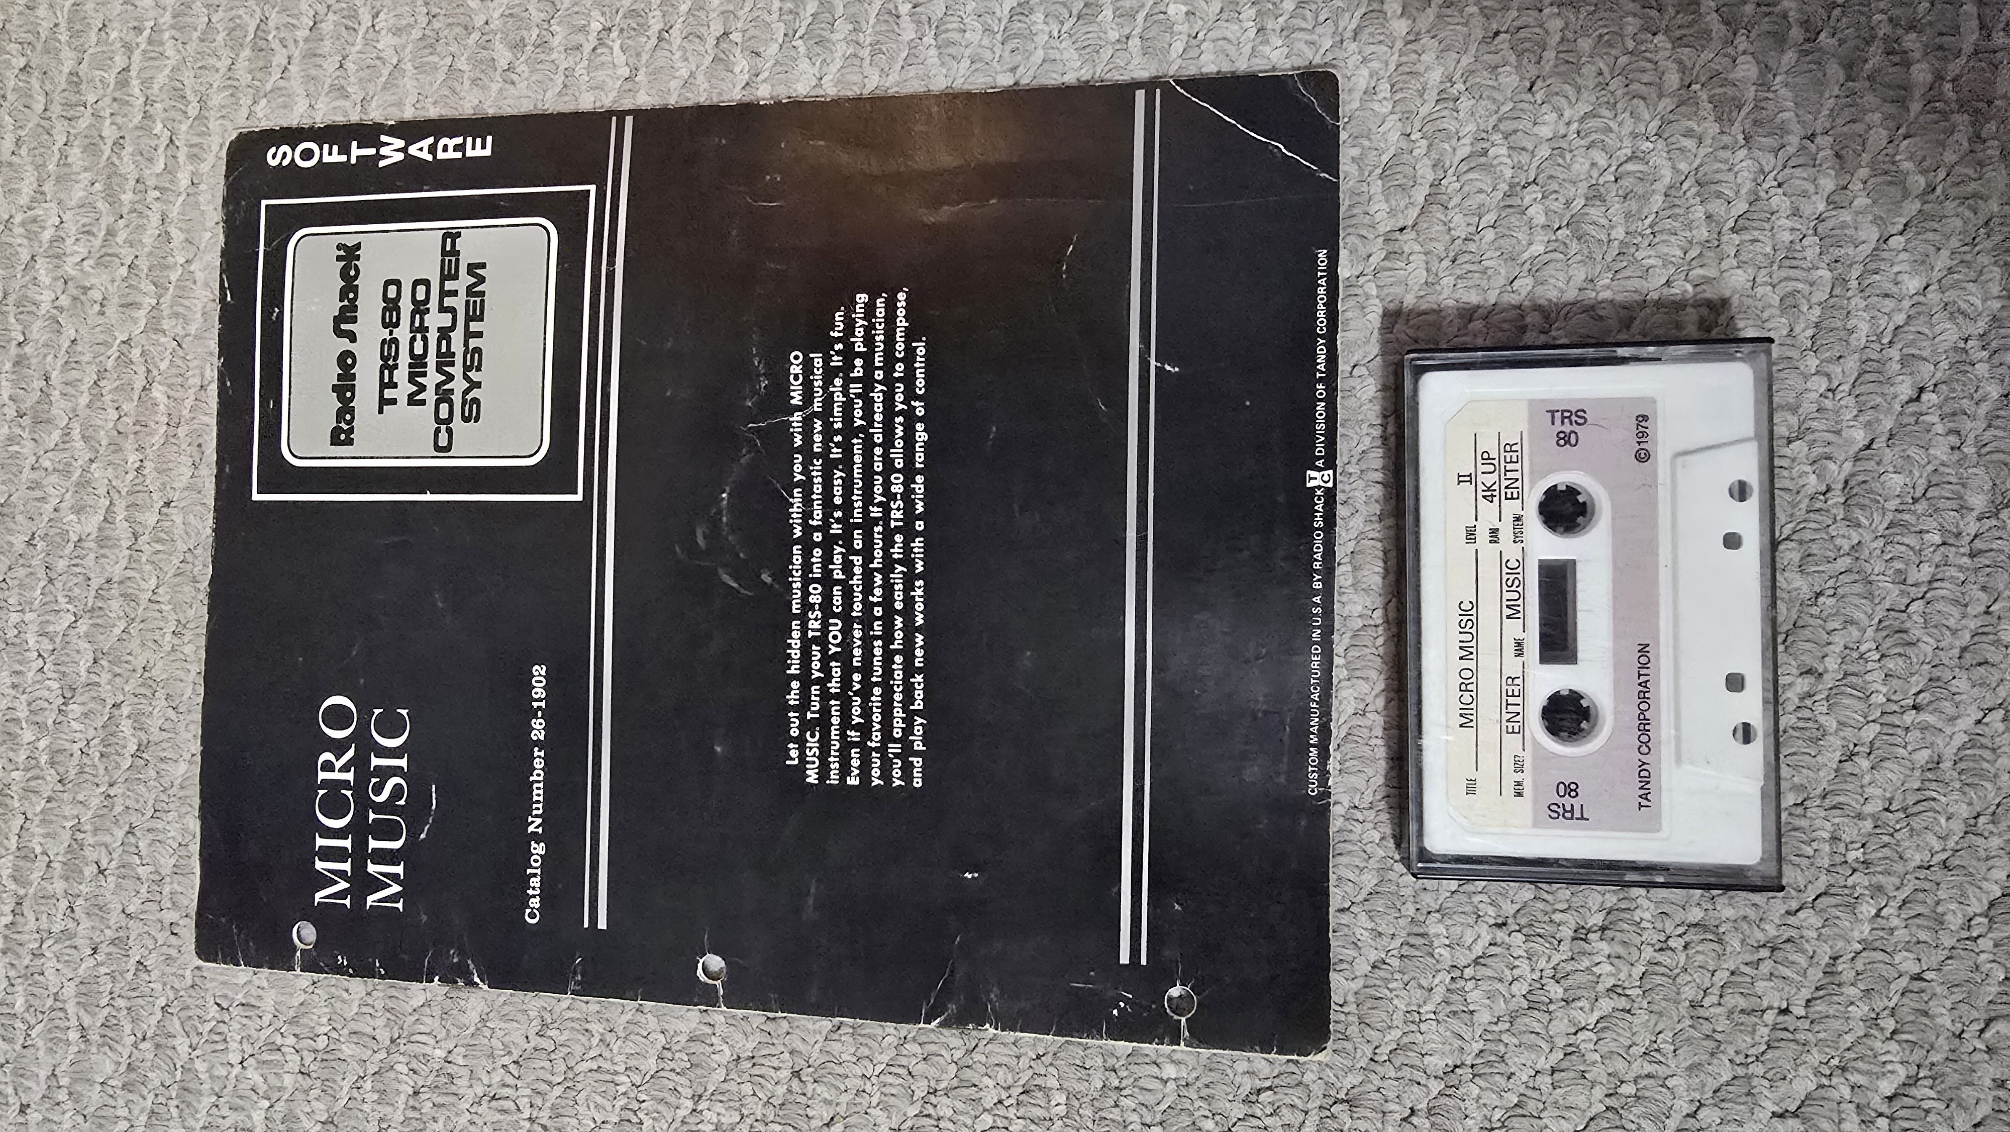 MICRO
MUSIC
Catalog Number 26-1902
Radio Shack
TRS-80
MICRO
COMPUTER
SYSTEM
SOFTWARE
Let out the hidden musician within you with MICRO
MUSIC. Turn your TRS-80 into a fantastic new musical
instrument that YOU can play. It's easy. It's simple. It's fun.
Even if you've never touched an instrument, you'll be playing
your favorite tunes in a few hours. If you are already a musician,
you'll appreciate how easily the TRS-80 allows you to compose,
and play back new works with a wide range of control.
CUSTOM MANUFACTURED IN U.S.A. BY RADIO SHACK TC A DIVISION OF TANDY CORPORATION
TITLE MICRO MUSIC LEVEL II
RAM 4K UP
MEM. SIZE? ENTER NAME MUSIC SYSTEM/ ENTER
TRS
80
TRS
80
TANDY CORPORATION ©1979